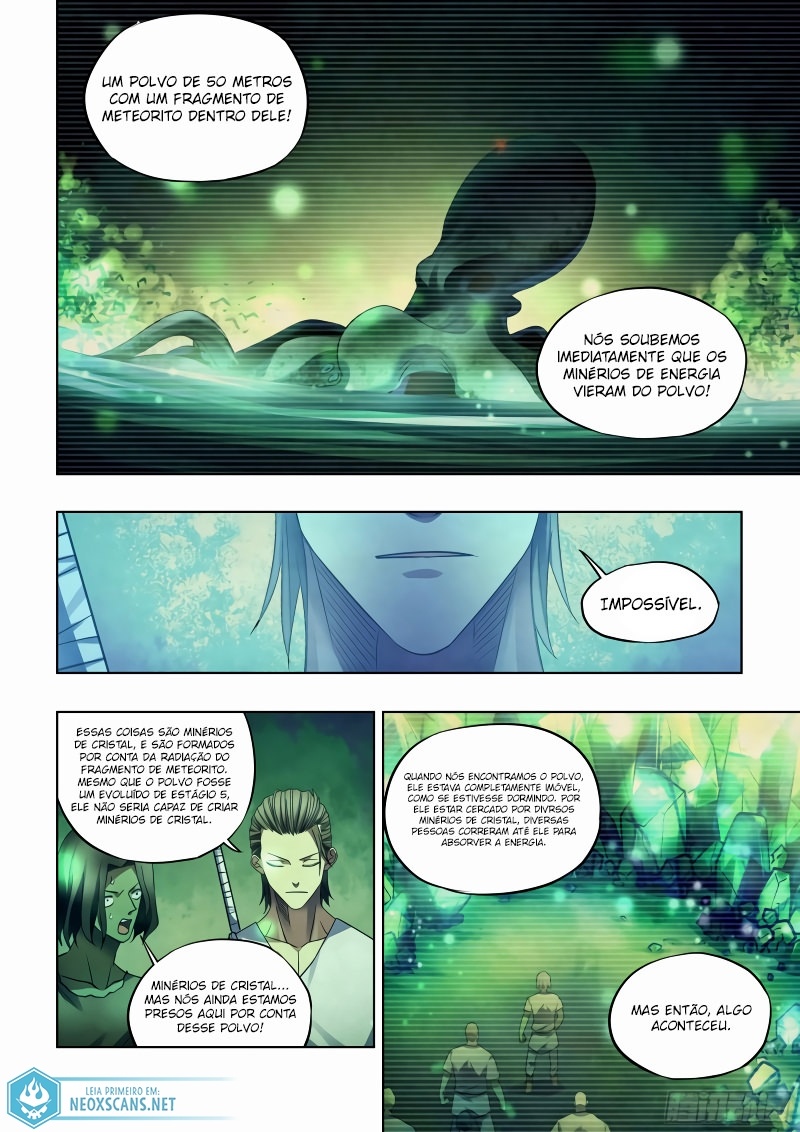 UM POLVO DE 50 METROS
COM UM FRAGMENTO DE
METEORITO DENTRO DELE!
NÓS SOUBEMOS
IMEDIATAMENTE QUE OS
MINÉRIOS DE ENERGIA
VIERAM DO POLVO!
IMPOSSÍVEL.
ESSAS COISAS SÃO MINÉRIOS
DE CRISTAL, E SÃO FORMADOS
POR CONTA DA RADIAÇÃO DO
FRAGMENTO DE METEORITO.
MESMO QUE O POLVO FOSSE
UM EVOLUÍDO DE ESTÁGIO 5,
ELE NÃO SERIA CAPAZ DE CRIAR
MINÉRIOS DE CRISTAL.
MINÉRIOS DE CRISTAL...
MAS NÓS AINDA ESTAMOS
PRESOS AQUI POR CONTA
DESSE POLVO!
QUANDO NÓS ENCONTRAMOS O POLVO,
ELE ESTAVA COMPLETAMENTE IMÓVEL,
COMO SE ESTIVESSE DORMINDO. POR
ELE ESTAR CERCADO POR DIVRSOS
MINÉRIOS DE CRISTAL, DIVERSAS
PESSOAS CORRERAM ATÉ ELE PARA
ABSORVER A ENERGIA.
MAS ENTÃO, ALGO
ACONTECEU.
LEIA PRIMEIRO EM:
NEOXSCANS.NET